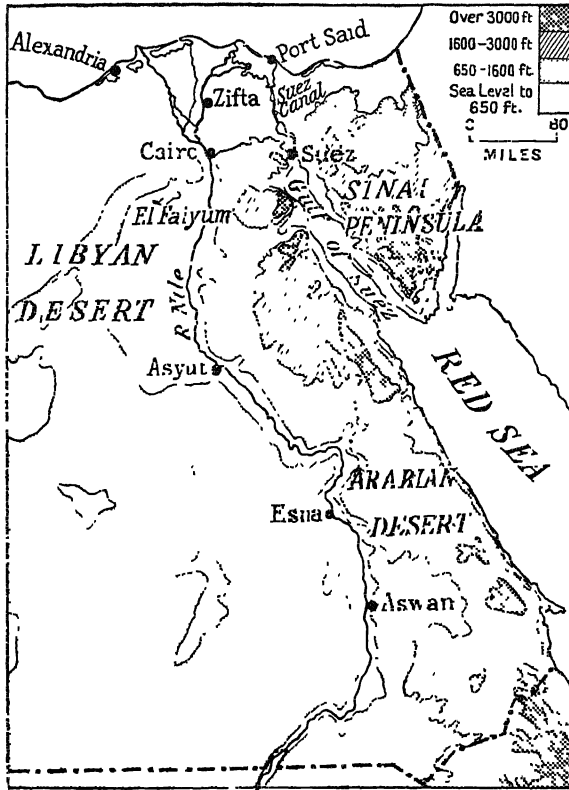 Over 3000 ft
1600-3000 ft
650-1600 ft.
Sea Level to
650 ft.
0 80
MILES
Alexandria
Port Said
Zifta
Suez
Canal
Cairo
Suez
SINAI
PENINSULA
El Faiyum
Gulf of Suez
LIBYAN
DESERT
R. Nile
Asyut
RED SEA
ARABIAN
DESERT
Esna
Aswan